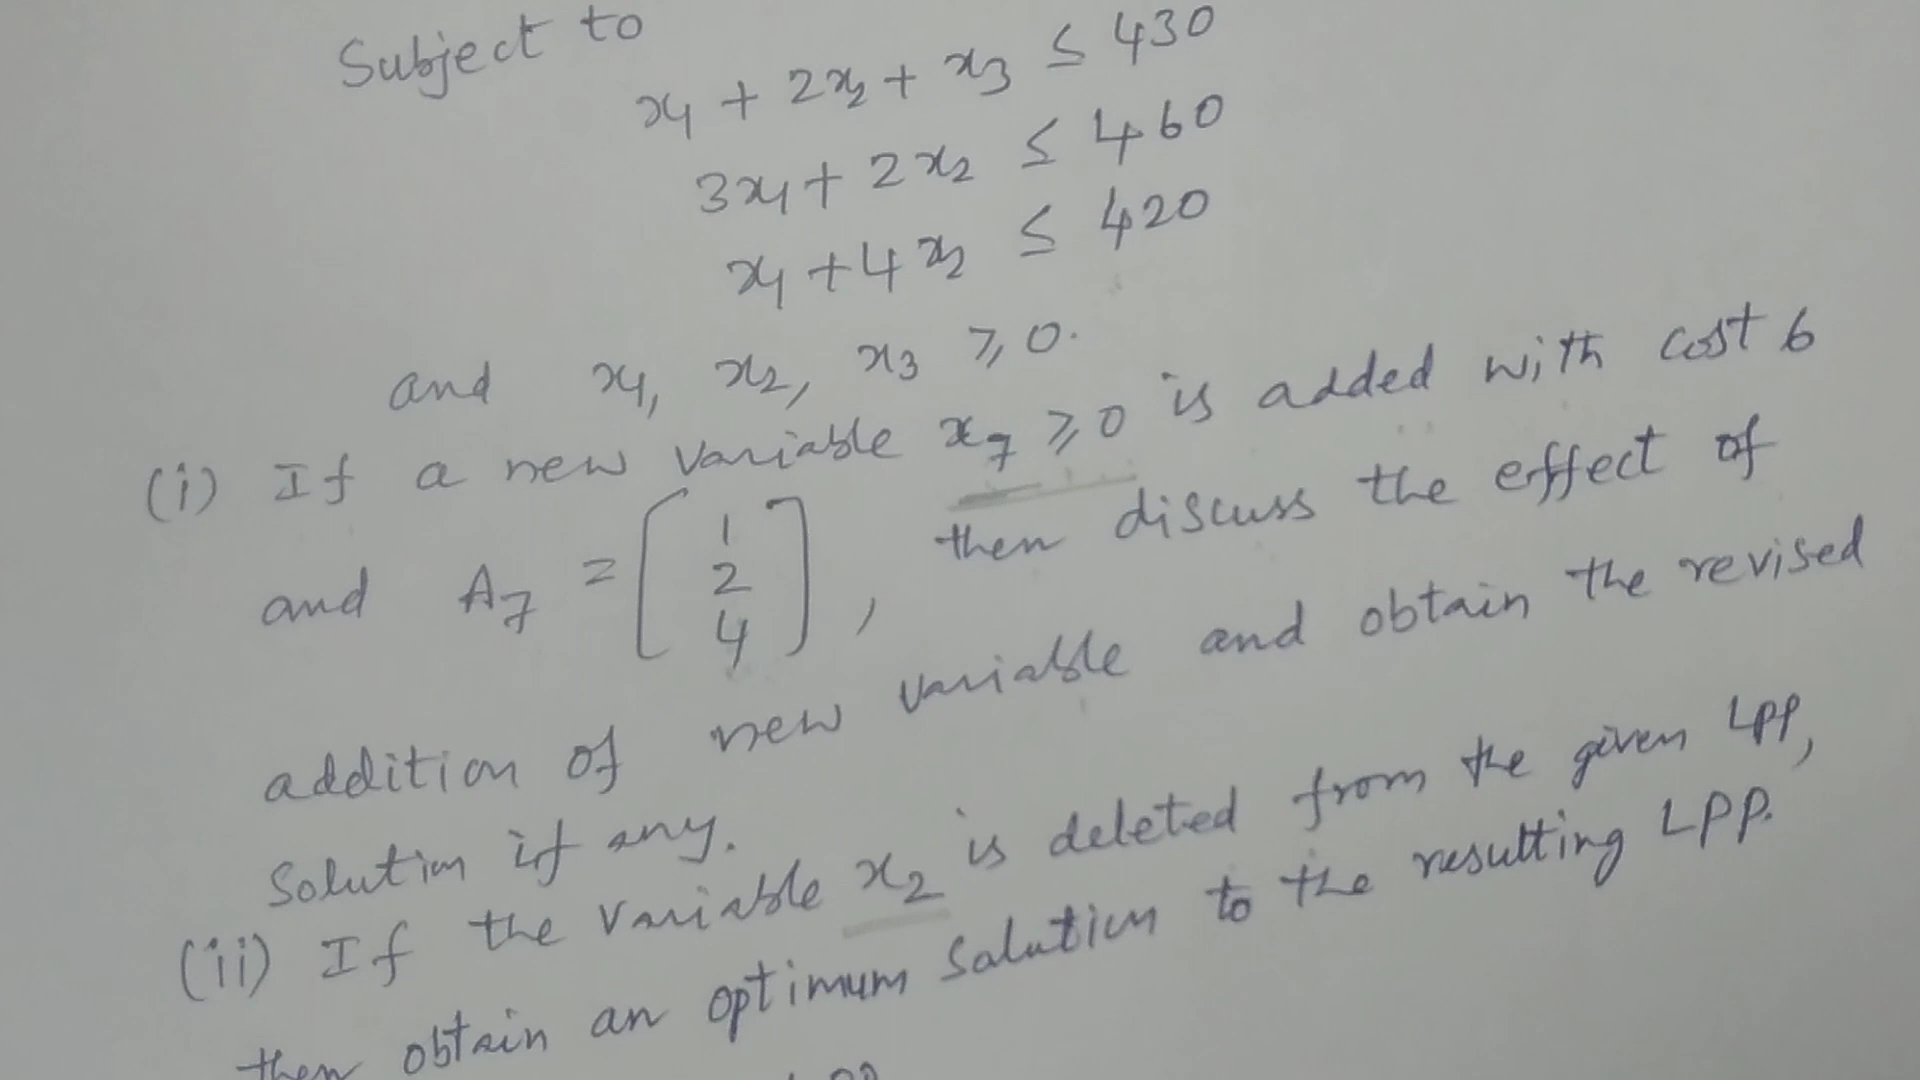 Subject to
x1 + 2x2 + x3 ≤ 430
3x1 + 2x2 ≤ 460
x1 + 4x2 ≤ 420
and x1, x2, x3 ≥ 0.
(i) If a new variable x7 ≥ 0 is added with cost 6
and A7 = [1 2 4], then discuss the effect of
addition of new variable and obtain the revised
Solution if any.
(ii) If the variable x2 is deleted from the given LPP,
then obtain an optimum Solution to the resulting LPP.